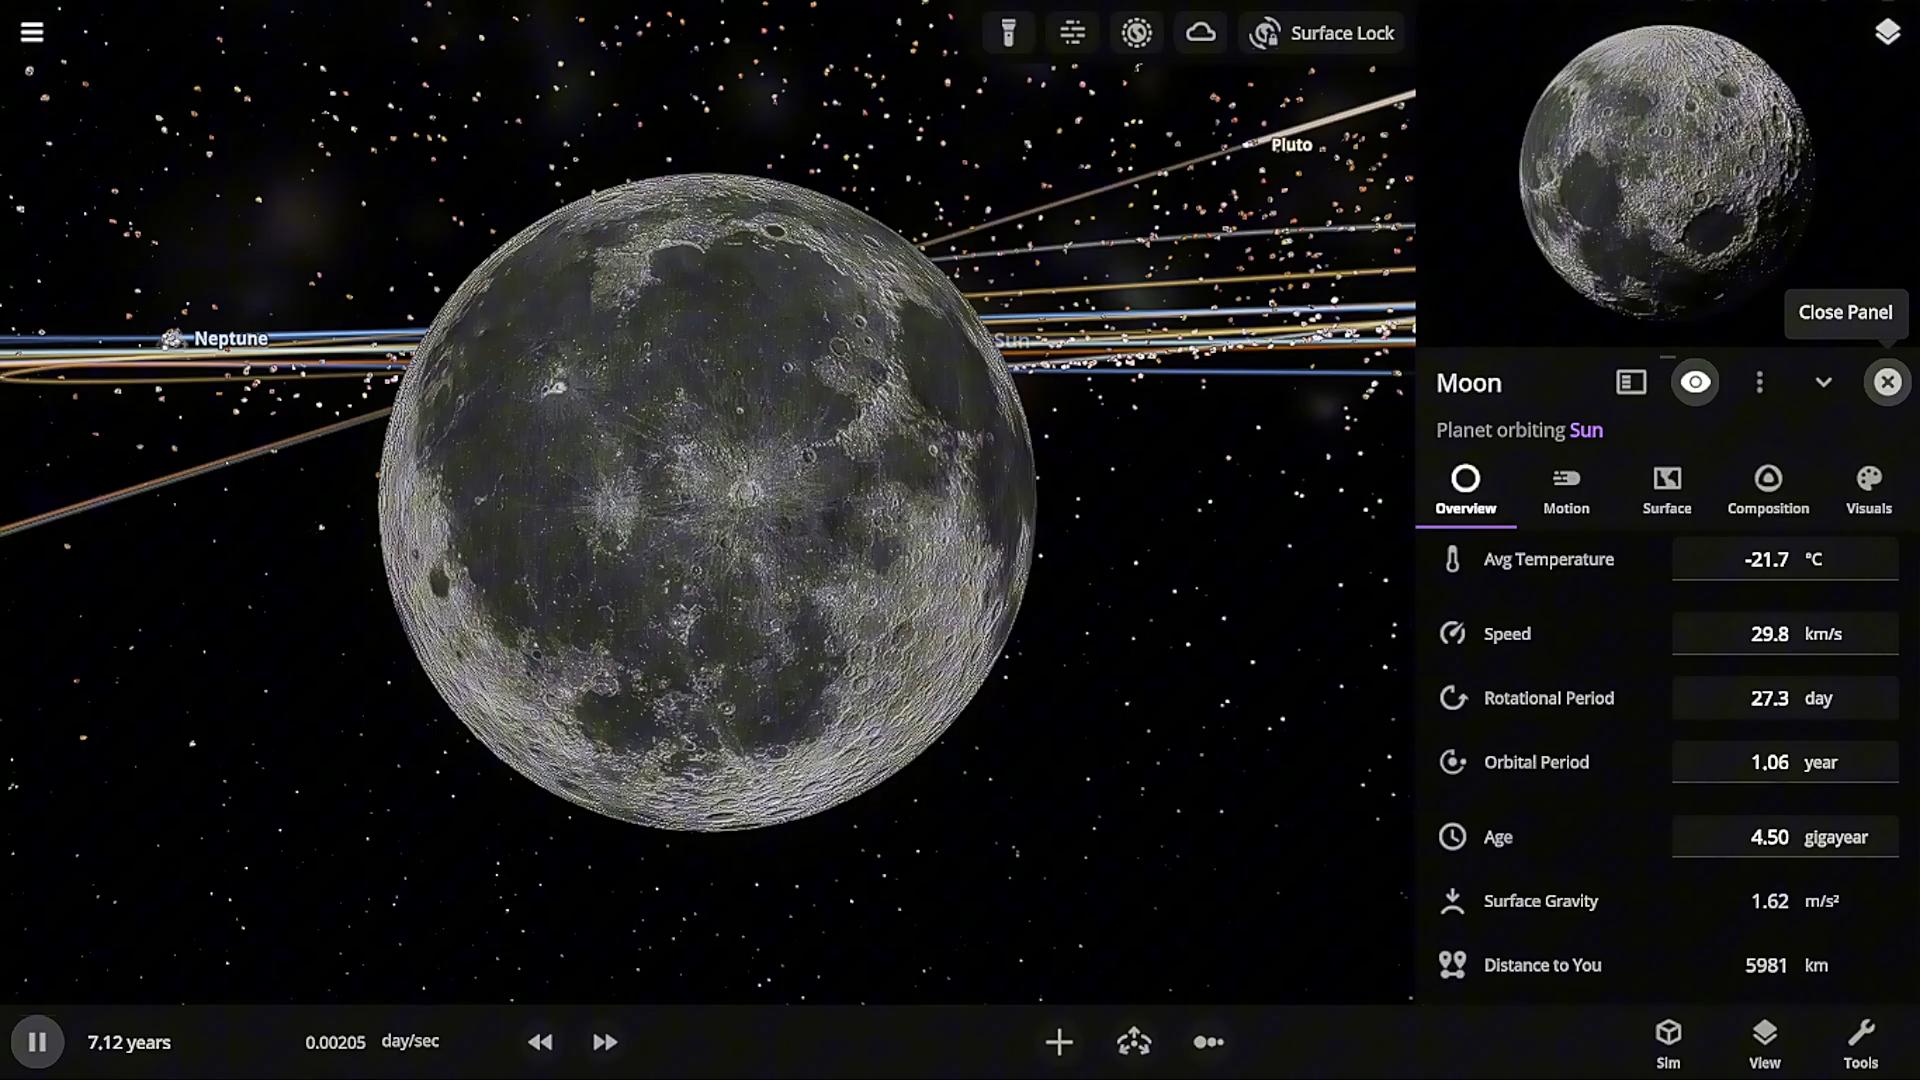 Surface Lock
Pluto
Neptune
Sun
Close Panel
Moon
Planet orbiting Sun
Overview
Motion
Surface
Composition
Visuals
Avg Temperature -21.7 °C
Speed 29.8 km/s
Rotational Period 27.3 day
Orbital Period 1.06 year
Age 4.50 gigayear
Surface Gravity 1.62 m/s²
Distance to You 5981 km
7.12 years
0.00205 day/sec
Sim
View
Tools